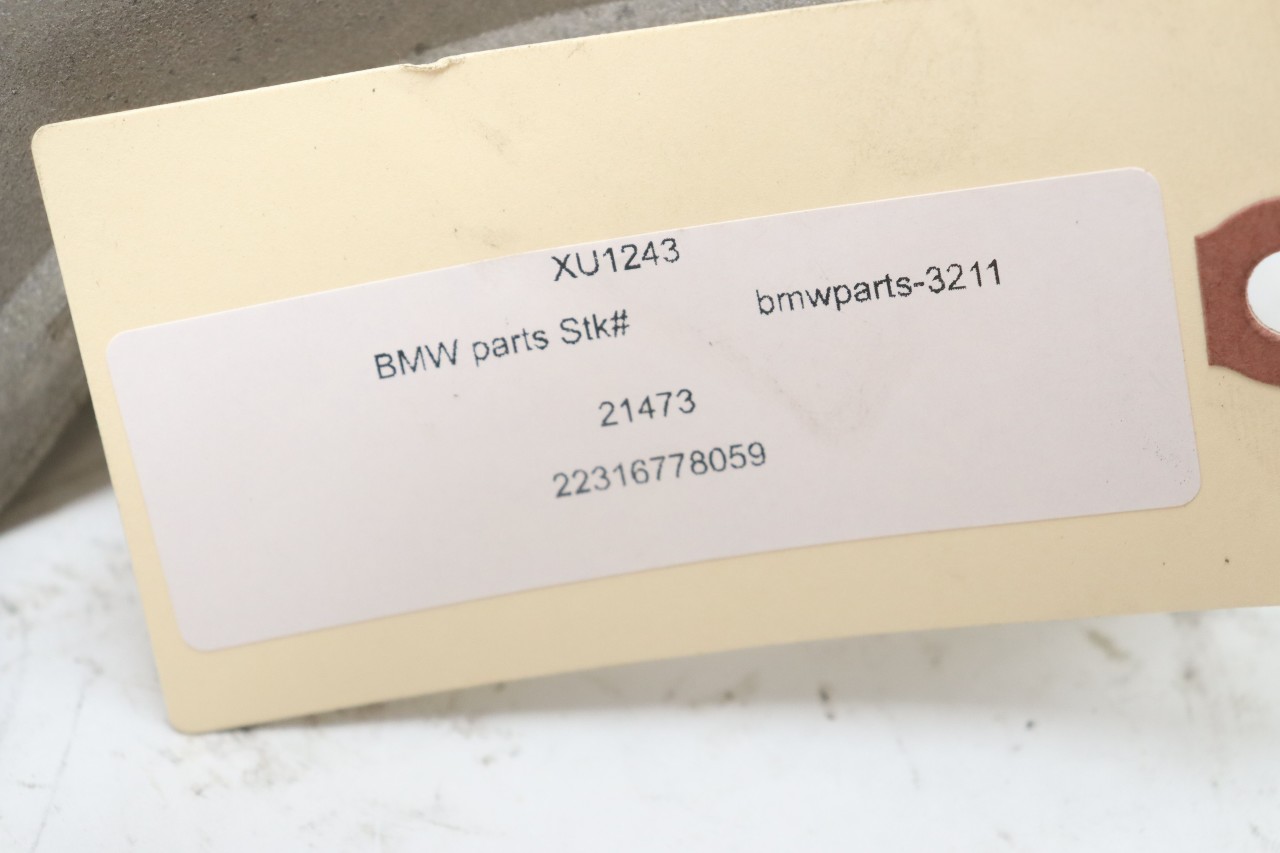 XU1243
BMW parts Stk# bmwparts-3211
21473
22316778059